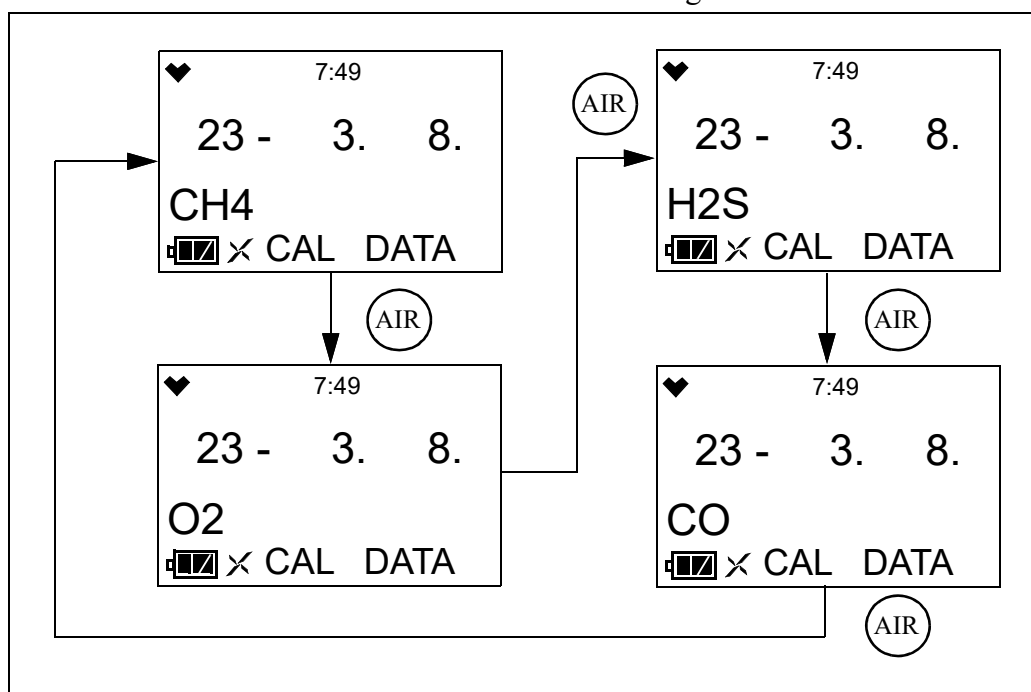 7:49
23 - 3. 8.
CH4
CAL DATA
AIR
7:49
23 - 3. 8.
O2
CAL DATA
AIR
7:49
23 - 3. 8.
H2S
CAL DATA
AIR
7:49
23 - 3. 8.
CO
CAL DATA
AIR